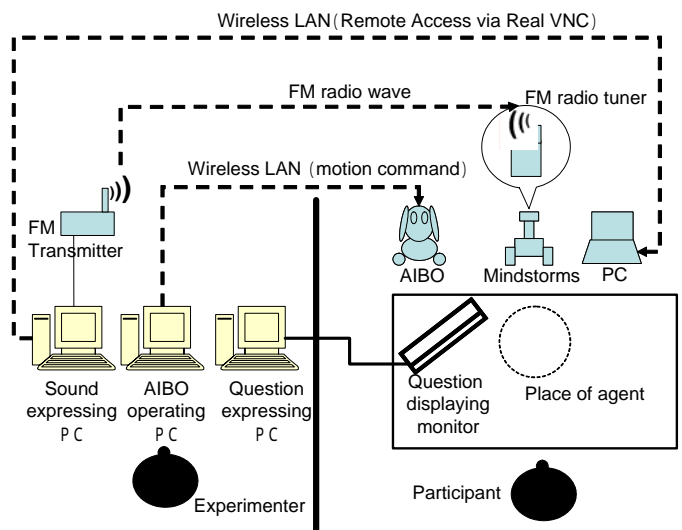 Wireless LAN(Remote Access via Real VNC)
FM radio wave
FM radio tuner
Wireless LAN (motion command)
FM
Transmitter
AIBO
Mindstorms
PC
Sound
expressing
PC
AIBO
operating
PC
Question
expressing
PC
Question
displaying
monitor
Place of agent
Experimenter
Participant